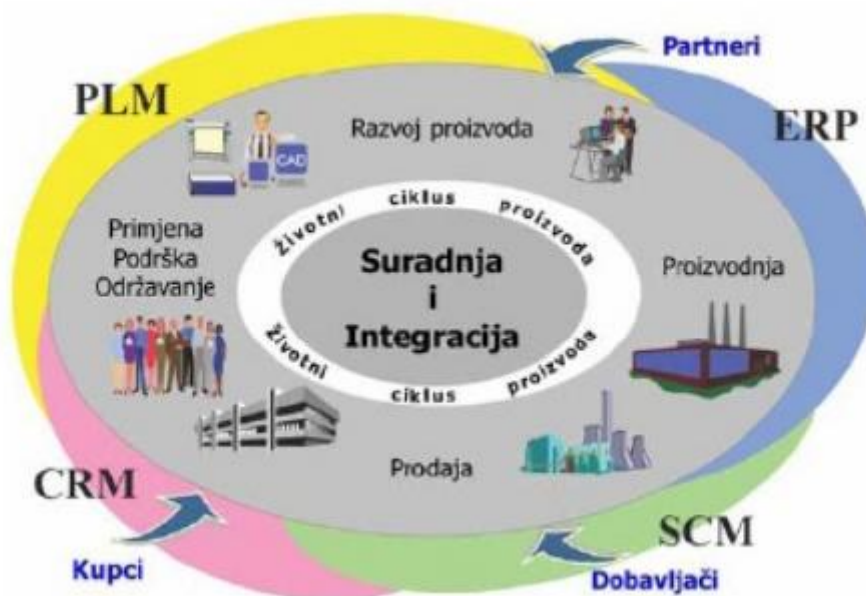 Partneri
PLM
ERP
Razvoj proizvoda
CAD
Primjena
Podrška
Održavanje
Životni ciklus proizvoda
Suradnja
i
Integracija
Životni ciklus proizvoda
Proizvodnja
Prodaja
CRM
SCM
Kupci
Dobavljači